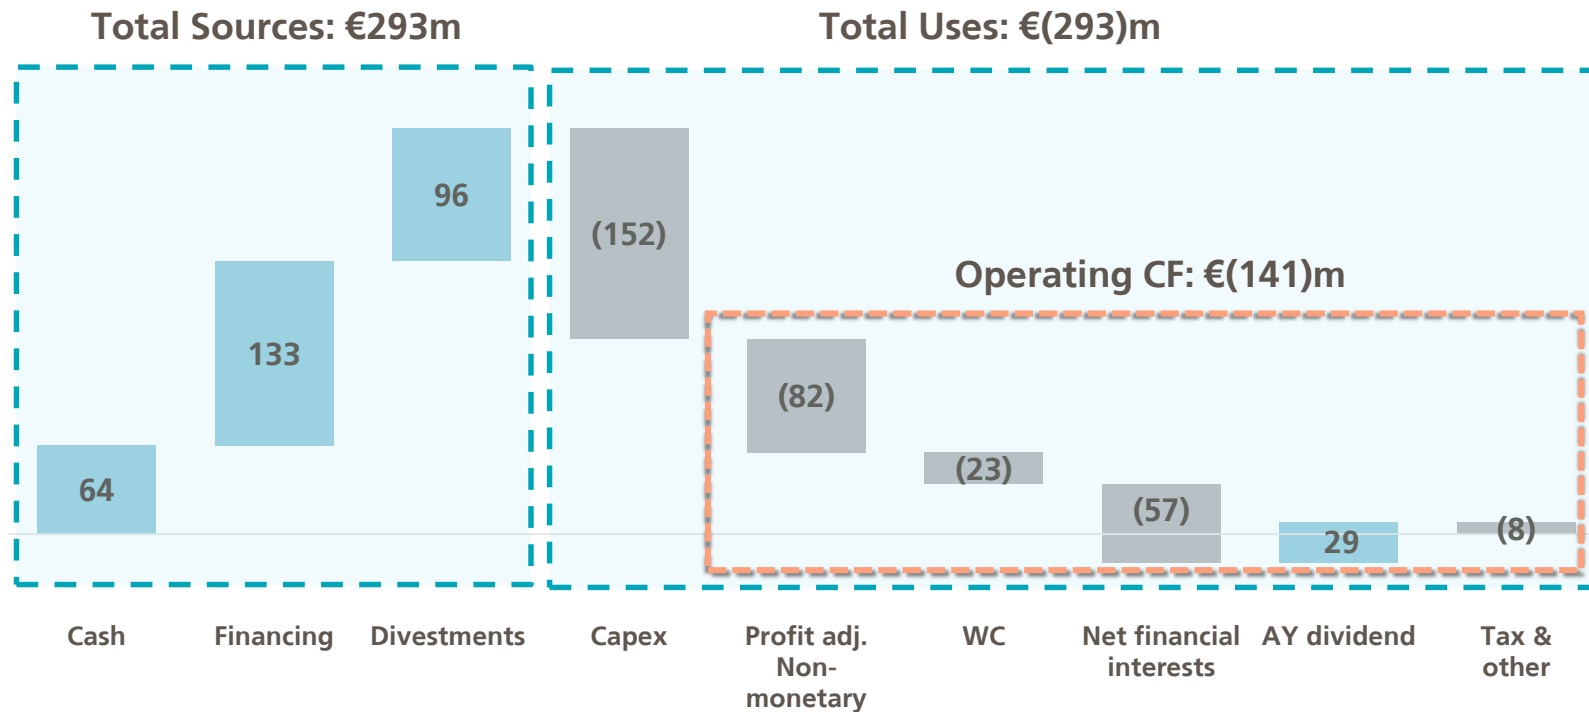 Total Sources: €293m
Total Uses: €(293)m
96
(152)
Operating CF: €(141)m
133
(82)
64
(23)
(57)
29
(8)
Cash
Financing
Divestments
Capex
Profit adj.
Non-
monetary
WC
Net financial
interests
AY dividend
Tax &
other